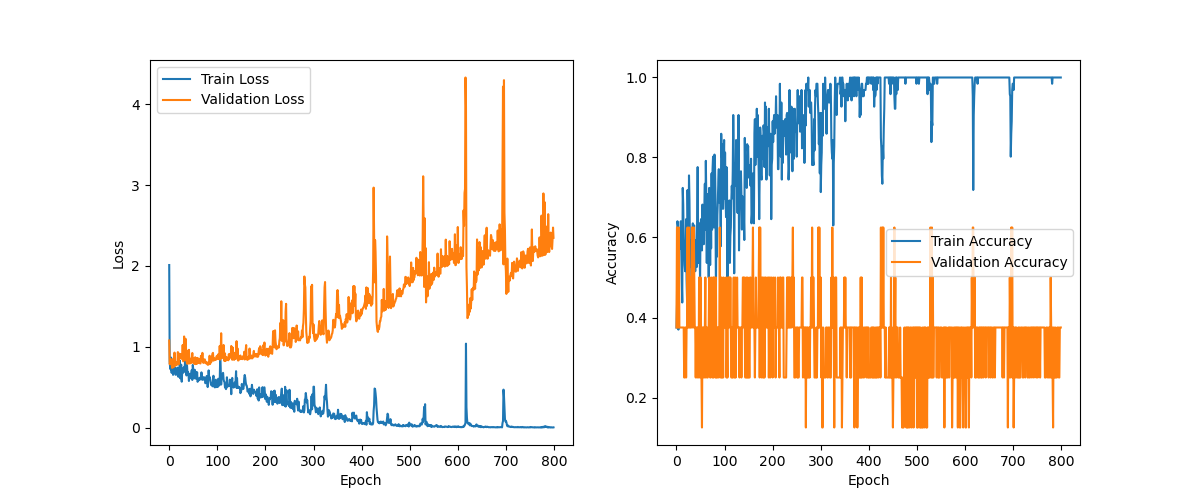 Train Loss
Validation Loss
Loss
4
3
2
1
0
0 100 200 300 400 500 600 700 800
Epoch
Train Accuracy
Validation Accuracy
Accuracy
1.0
0.8
0.6
0.4
0.2
0 100 200 300 400 500 600 700 800
Epoch